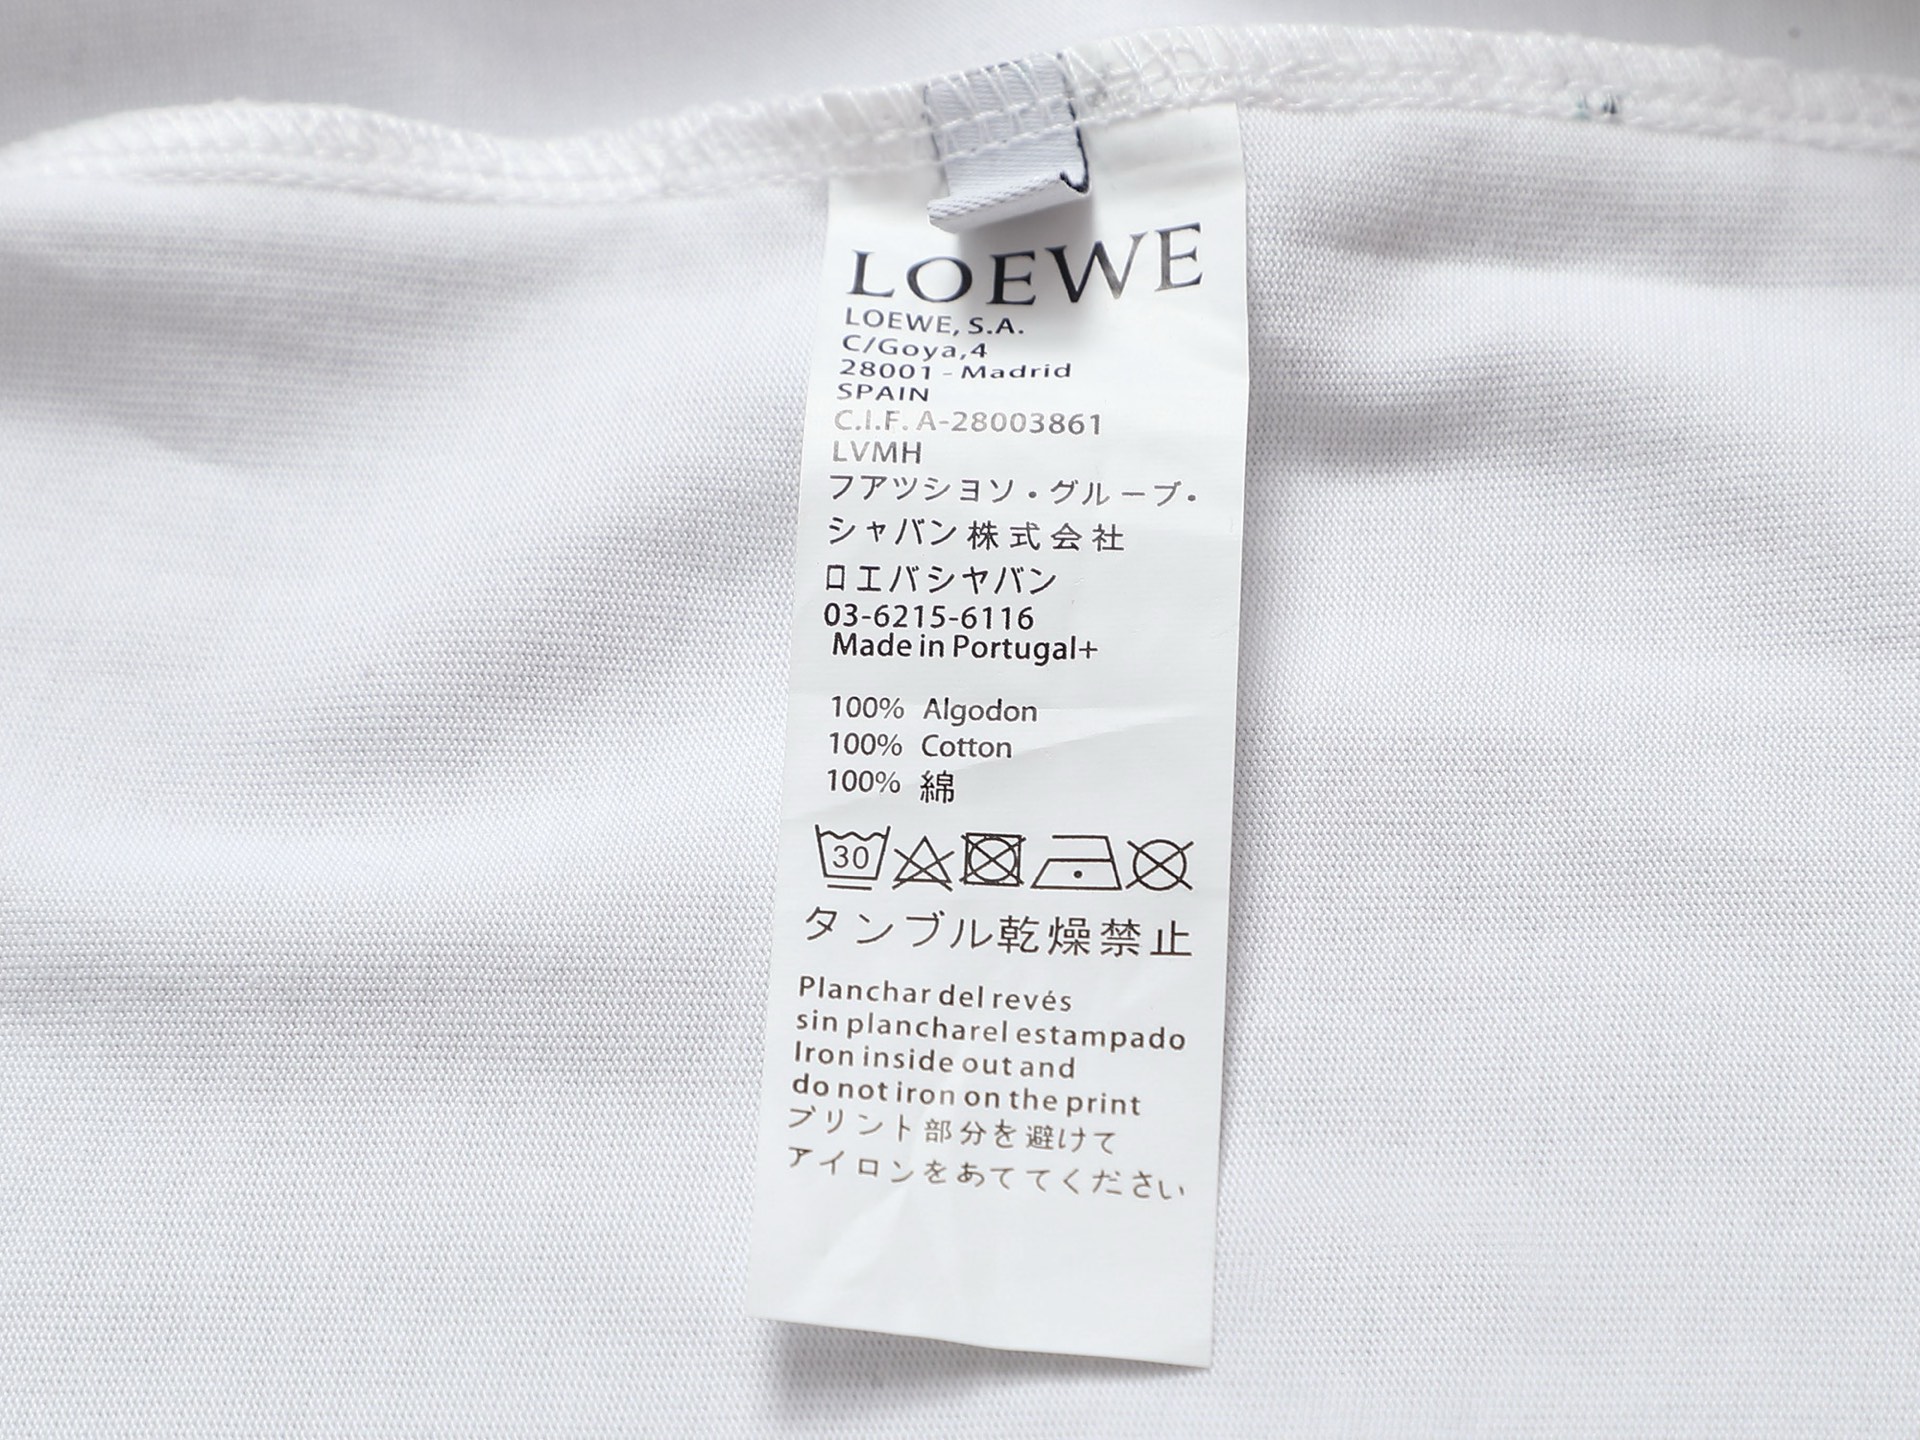 LOEWE
LOEWE, S.A.
C/Goya,4
28001 - Madrid
SPAIN
C.I.F. A-28003861
LVMH
フアツシヨソ・グループ・
シャバン株式会社
ロエバシヤバン
03-6215-6116
Made in Portugal+
100% Algodon
100% Cotton
100% 綿
30
タンブル乾燥禁止
Planchar del revés
sin plancharel estampado
Iron inside out and
do not iron on the print
プリント部分を避けて
アイロンをあててください